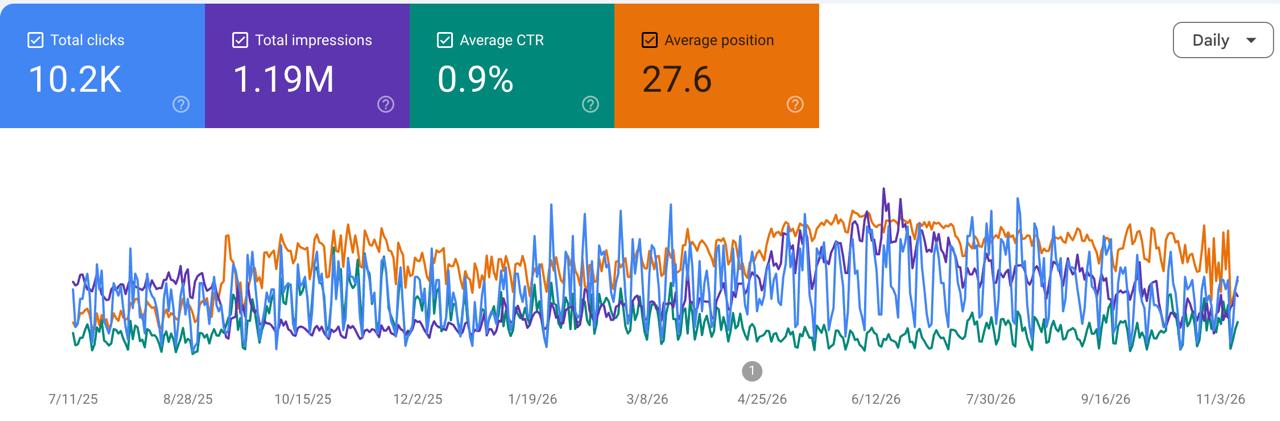 Total clicks
10.2K
Total impressions
1.19M
Average CTR
0.9%
Average position
27.6
Daily
1
7/11/25 8/28/25 10/15/25 12/2/25 1/19/26 3/8/26 4/25/26 6/12/26 7/30/26 9/16/26 11/3/26